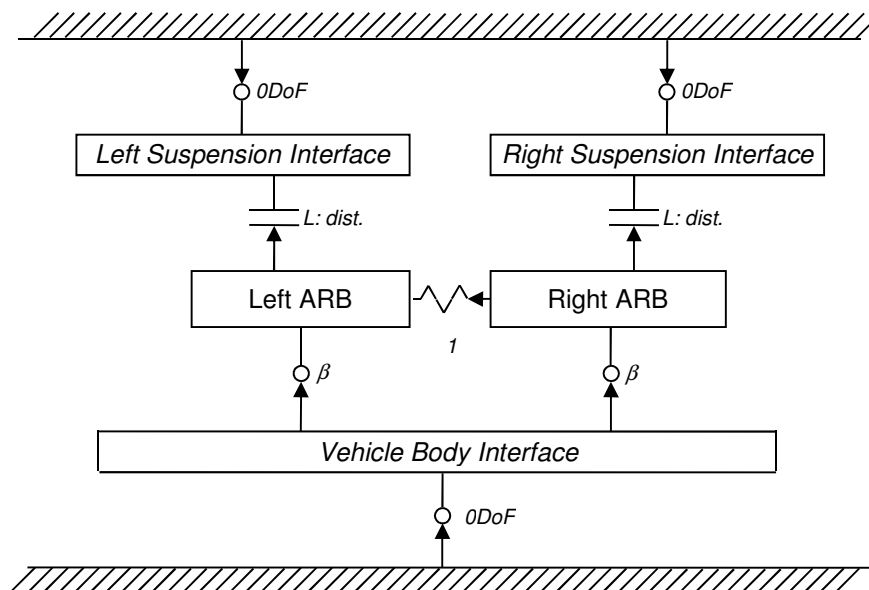 0DoF
0DoF
Left Suspension Interface
Right Suspension Interface
L: dist.
L: dist.
Left ARB
Right ARB
1
β
β
Vehicle Body Interface
0DoF